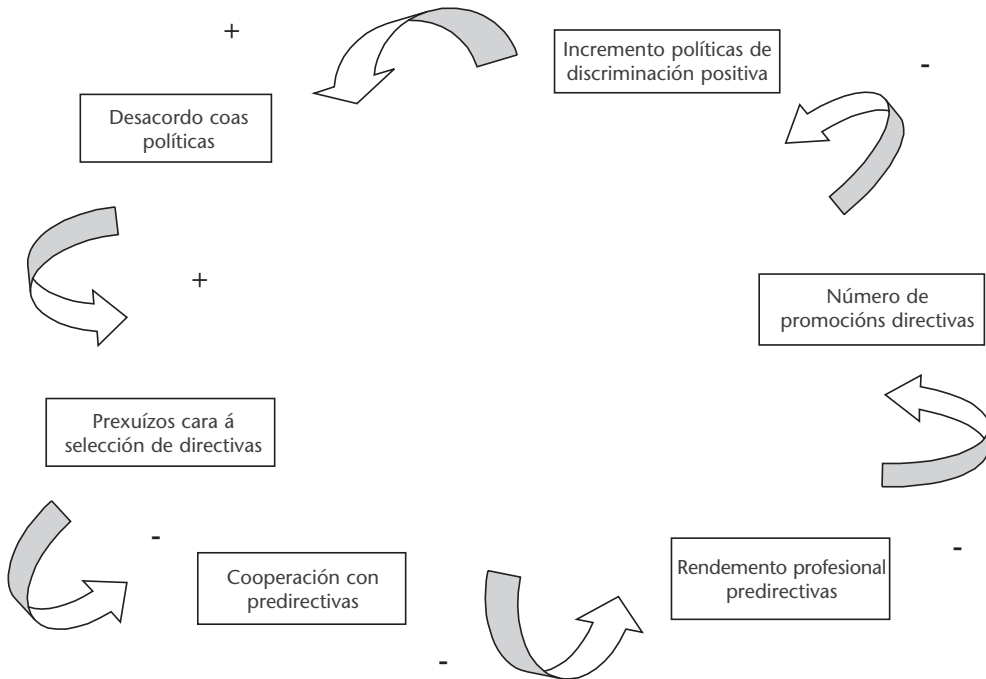 +
Incremento políticas de
discriminación positiva
-
Desacordo coas
políticas
+
Número de
promocións directivas
Prexuízos cara á
selección de directivas
-
Cooperación con
predirectivas
Rendemento profesional
predirectivas
-
-